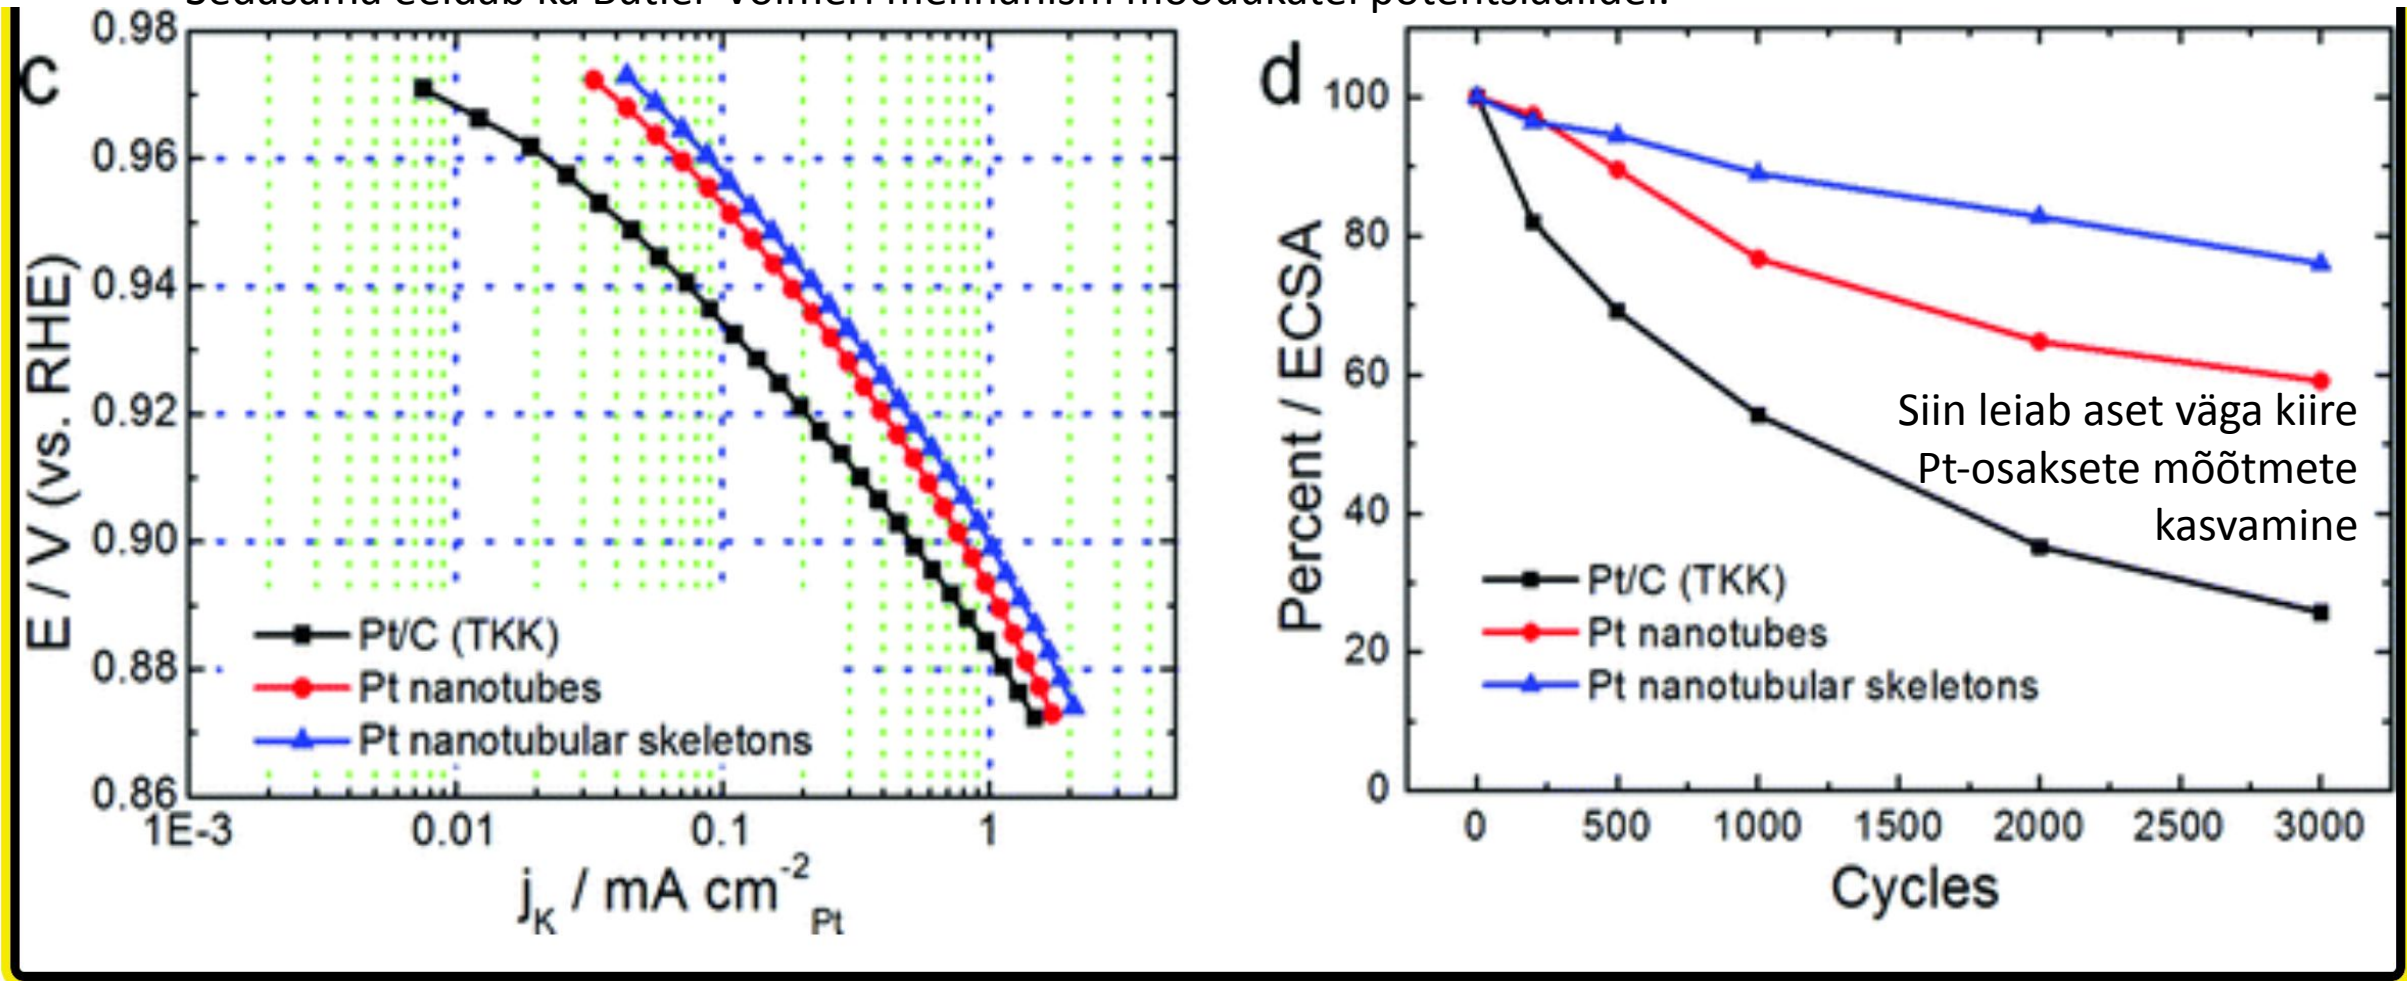 c
0.98
0.96
0.94
0.92
0.90
0.88
0.86
E / V (vs. RHE)
Pt/C (TKK)
Pt nanotubes
Pt nanotubular skeletons
1E-3 0.01 0.1 1
jK / mA cm-2Pt
d
100
80
60
40
20
0
Percent / ECSA
Siin leiab aset väga kiire
Pt-osaksete mõõtmete
kasvamine
Pt/C (TKK)
Pt nanotubes
Pt nanotubular skeletons
0 500 1000 1500 2000 2500 3000
Cycles